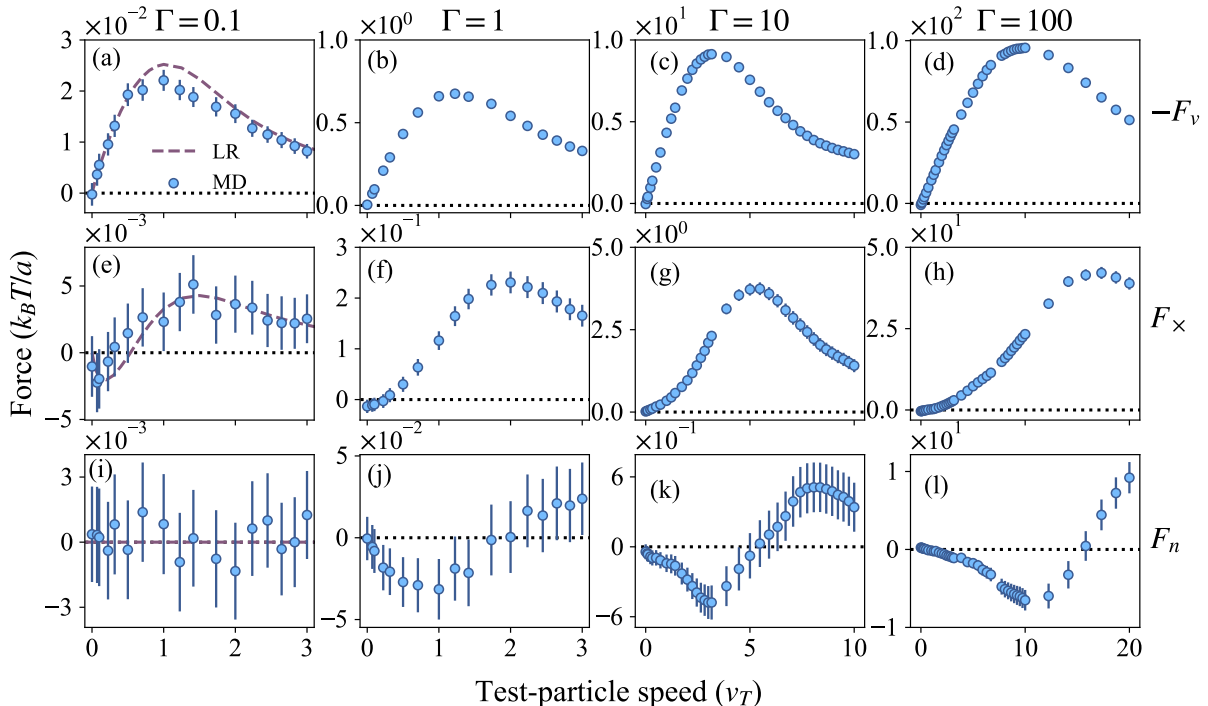 ×10⁻² Γ = 0.1 ×10⁰ Γ = 1 ×10¹ Γ = 10 ×10² Γ = 100
(a) (b) (c) (d)
3 2 1 0
1.0 0.5 0.0
1.0 0.5 0.0
1.0 0.5 0.0
LR
MD
−Fᵥ
×10⁻³ ×10⁻¹ ×10⁰ ×10¹
(e) (f) (g) (h)
5 0 −5
3 2 1 0
5.0 2.5 0.0
5.0 2.5 0.0
F×
Force (k_BT/a)
×10⁻³ ×10⁻² ×10⁻¹ ×10¹
(i) (j) (k) (l)
3 0 −3
5 0 −5
6 0 −6
1 0 −1
Fₙ
0 1 2 3 0 1 2 3 0 5 10 0 10 20
Test-particle speed (v_T)